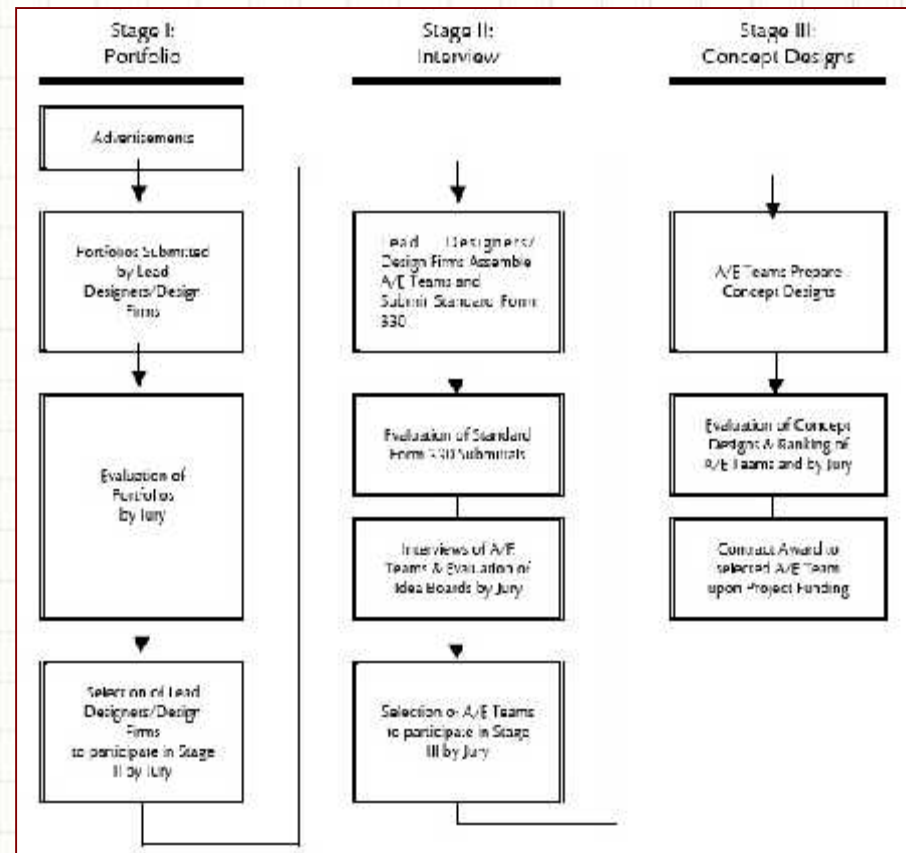 Stage I:
Portfolio
Advertisements
Portfolios Submitted
by Lead
Designers/Design
Firms
Evaluation of
Portfolios
by Jury
Selection of Lead
Designers/Design
Firms
to participate in Stage
II by Jury
Stage II:
Interview
Lead Designers/
Design Firms Assemble
A/E Teams and
Submit Standard Form
330
Evaluation of Standard
Form 330 Submittals
Interviews of A/E
Teams & Evaluation of
Idea Boards by Jury
Selection of A/E Teams
to participate in Stage
III by Jury
Stage III:
Concept Designs
A/E Teams Prepare
Concept Designs
Evaluation of Concept
Designs & Ranking of
A/E Teams and by Jury
Contract Award to
selected A/E Team
upon Project Funding